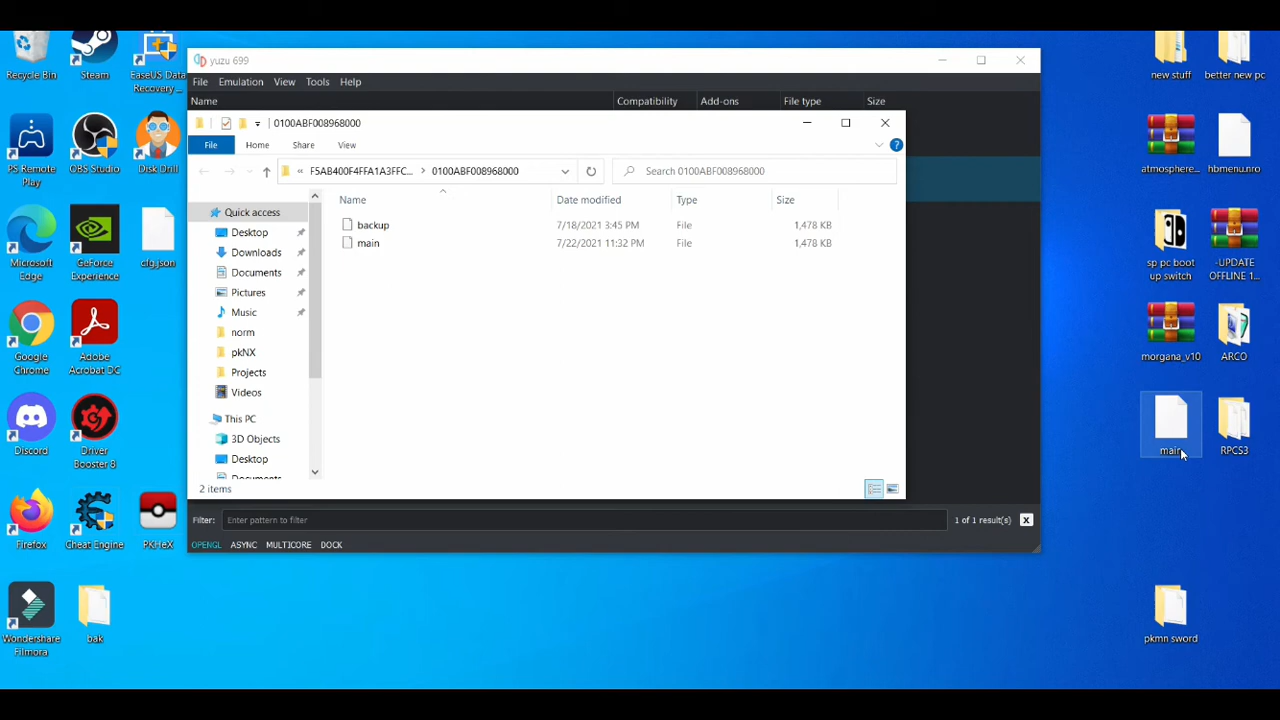 yuzu 699
File Emulation View Tools Help
Name Compatibility Add-ons File type Size
0100ABF008968000
File Home Share View
« F5AB400F4FFA1A3FFC... > 0100ABF008968000
Search 0100ABF008968000
Name Date modified Type Size
backup 7/18/2021 3:45 PM File 1,478 KB
main 7/22/2021 11:32 PM File 1,478 KB
Quick access
Desktop
Downloads
Documents
Pictures
Music
norm
pkNX
Projects
Videos
This PC
3D Objects
Desktop
Documents
2 items
Filter: Enter pattern to filter 1 of 1 result(s) X
OPENGL ASYNC MULTICORE DOCK
Recycle Bin
Steam
EaseUS Data
Recovery ...
PS Remote
Play
OBS Studio
Disk Drill
Microsoft
Edge
GeForce
Experience
cfg.json
Google
Chrome
Adobe
Acrobat DC
Discord
Driver
Booster 8
Firefox
Cheat Engine
PKHeX
Wondershare
Filmora
bak
new stuff
better new pc
atmosphere...
hbmenu.nro
sp pc boot
up switch
-UPDATE
OFFLINE 1...
morgana_v10
ARCO
main
RPCS3
pkmn sword